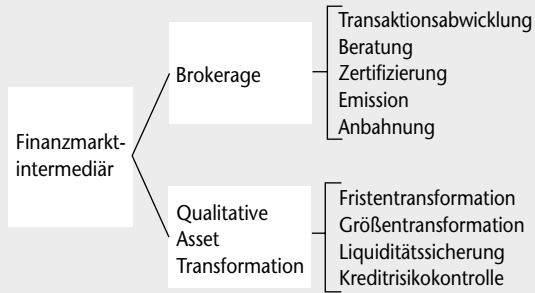 Finanzmarkt-
intermediär
Brokerage
Transaktionsabwicklung
Beratung
Zertifizierung
Emission
Anbahnung
Qualitative
Asset
Transformation
Fristentransformation
Größentransformation
Liquiditätssicherung
Kreditrisikokontrolle